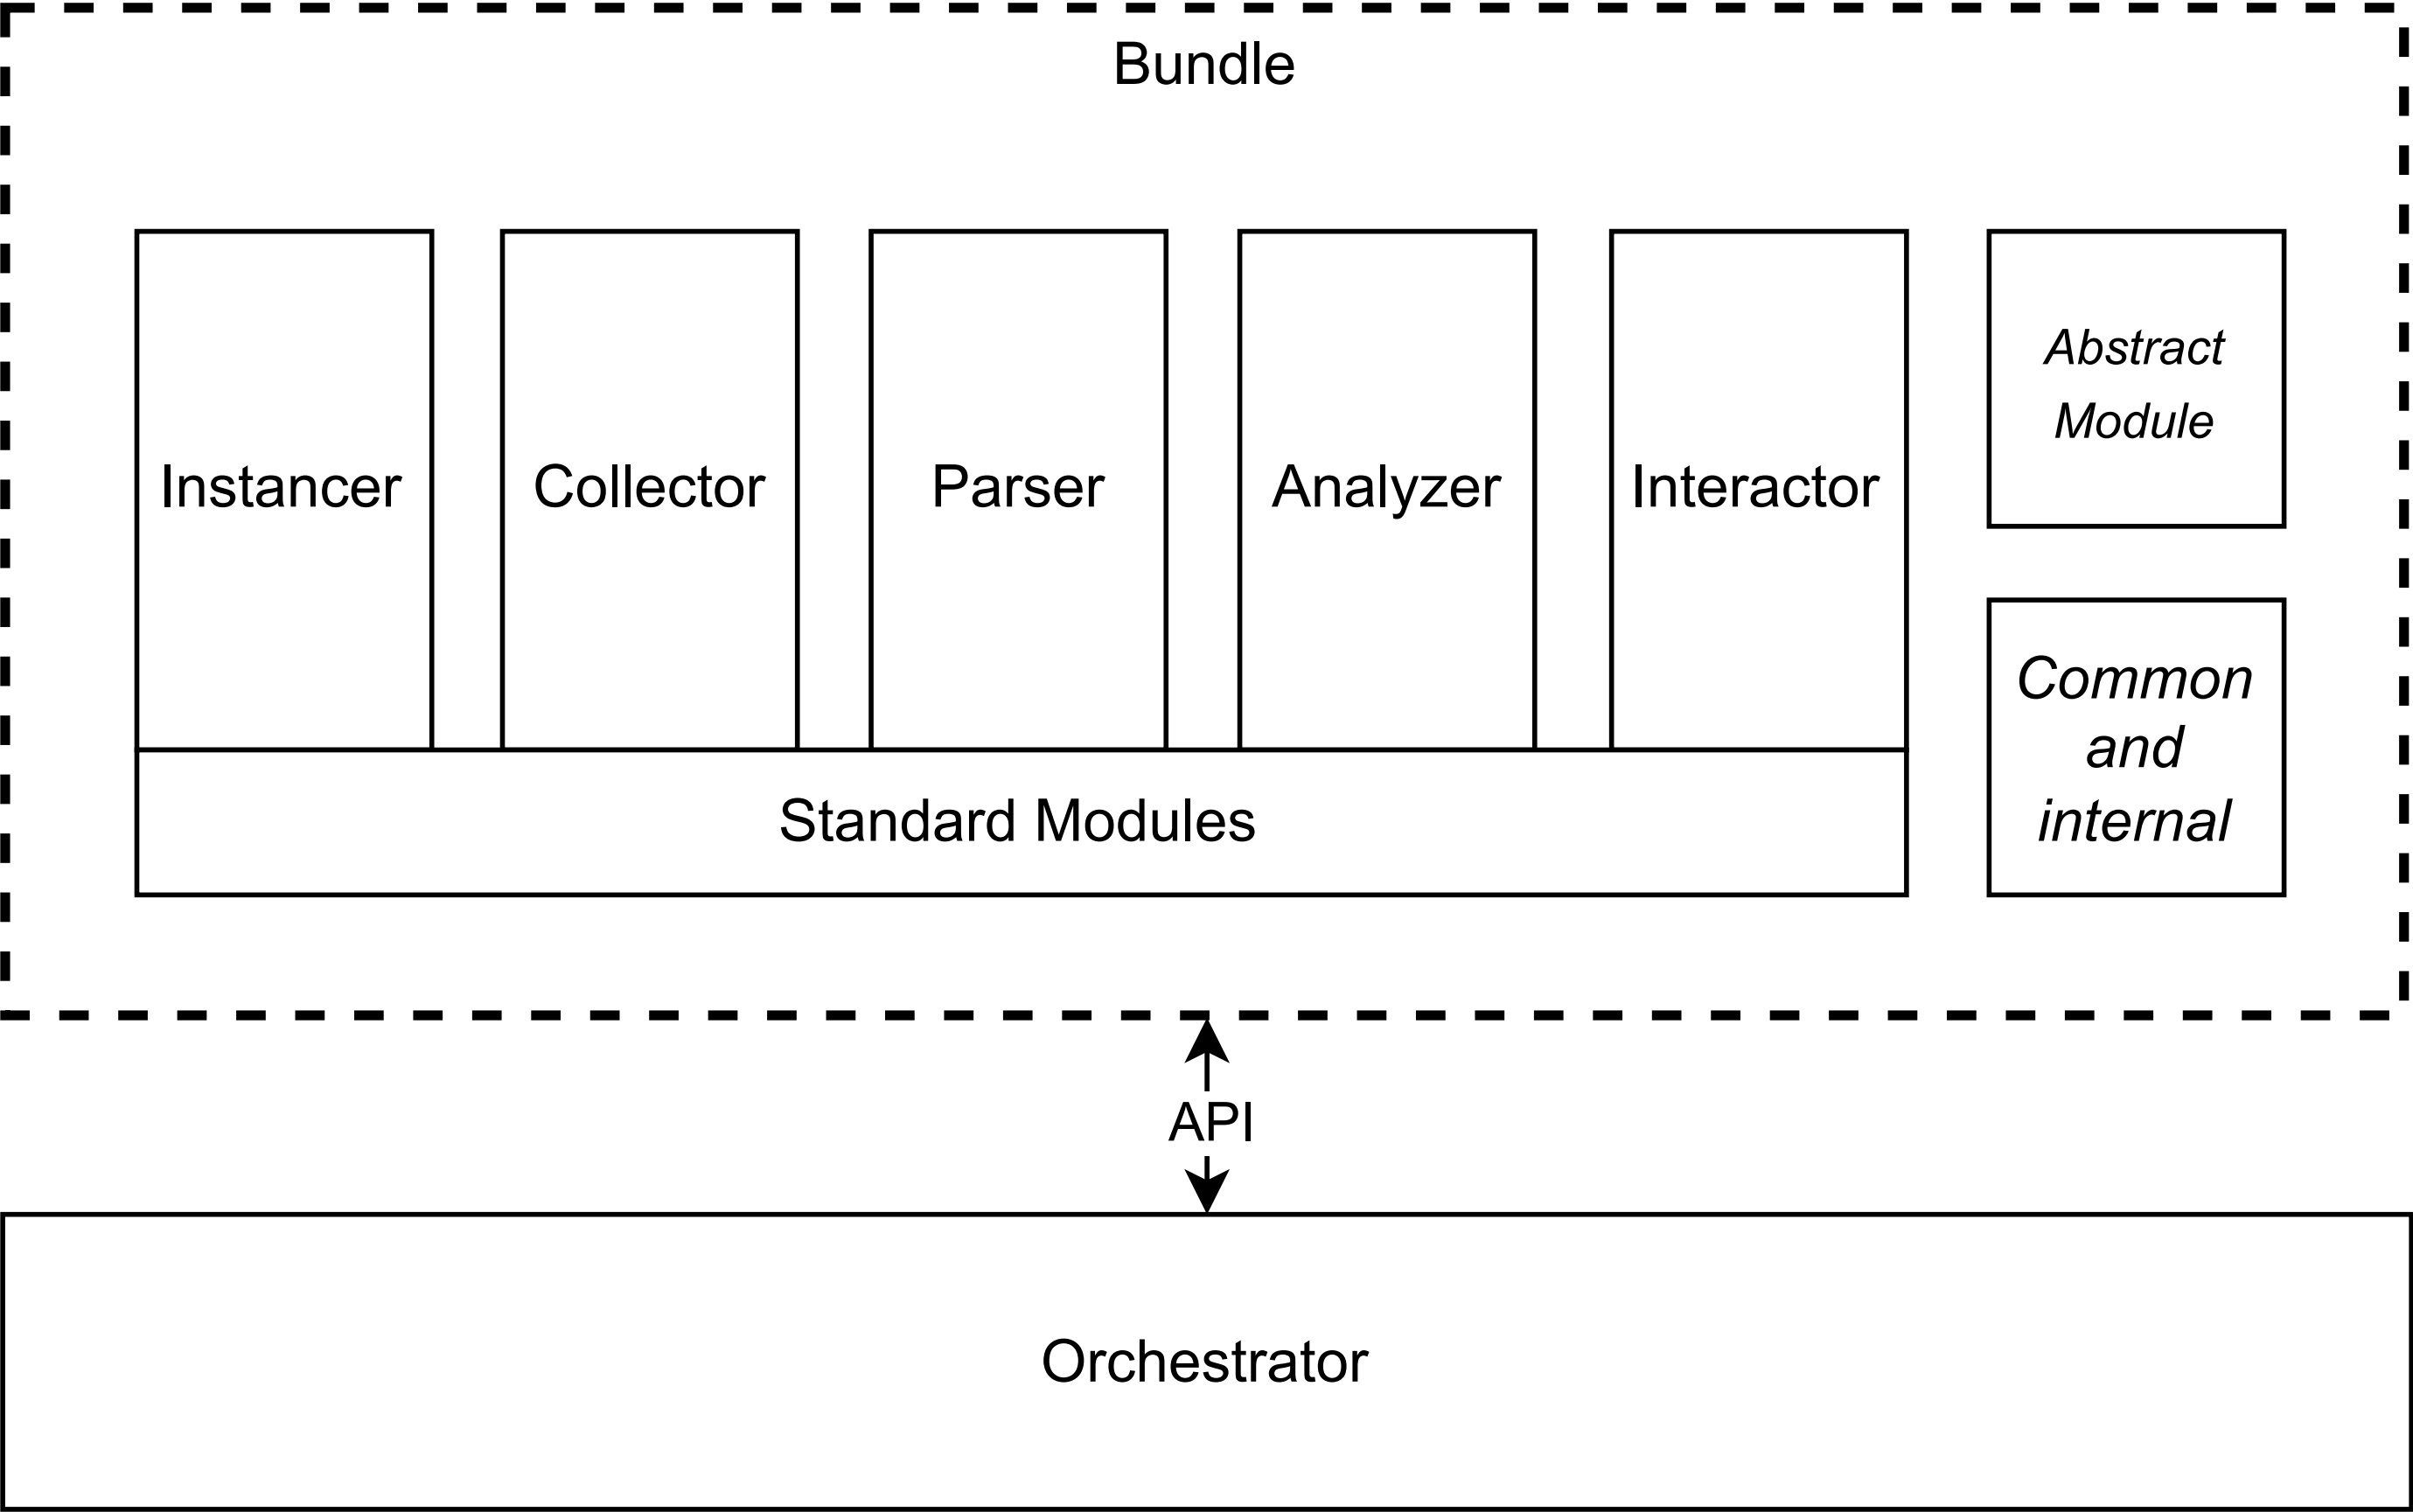 Bundle
Instancer
Collector
Parser
Analyzer
Interactor
Abstract
Module
Common
and
internal
Standard Modules
API
Orchestrator